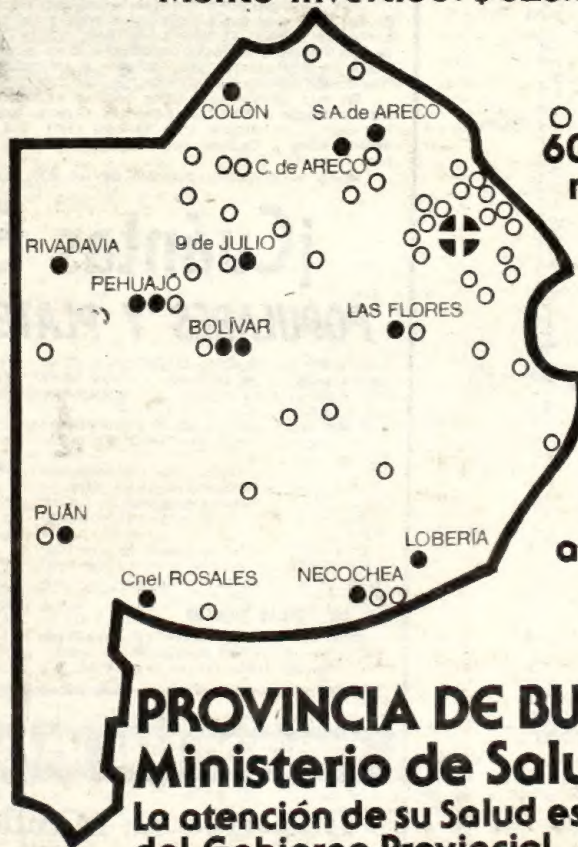 COLÓN
S.A. de ARECO
60
C. de ARECO
RIVADAVIA
9 de JULIO
PEHUAJÓ
BOLÍVAR
LAS FLORES
PUÁN
LOBERÍA
Cnel. ROSALES
NECOCHEA
a
PROVINCIA DE BU
Ministerio de Salu
La atención de su Salud es